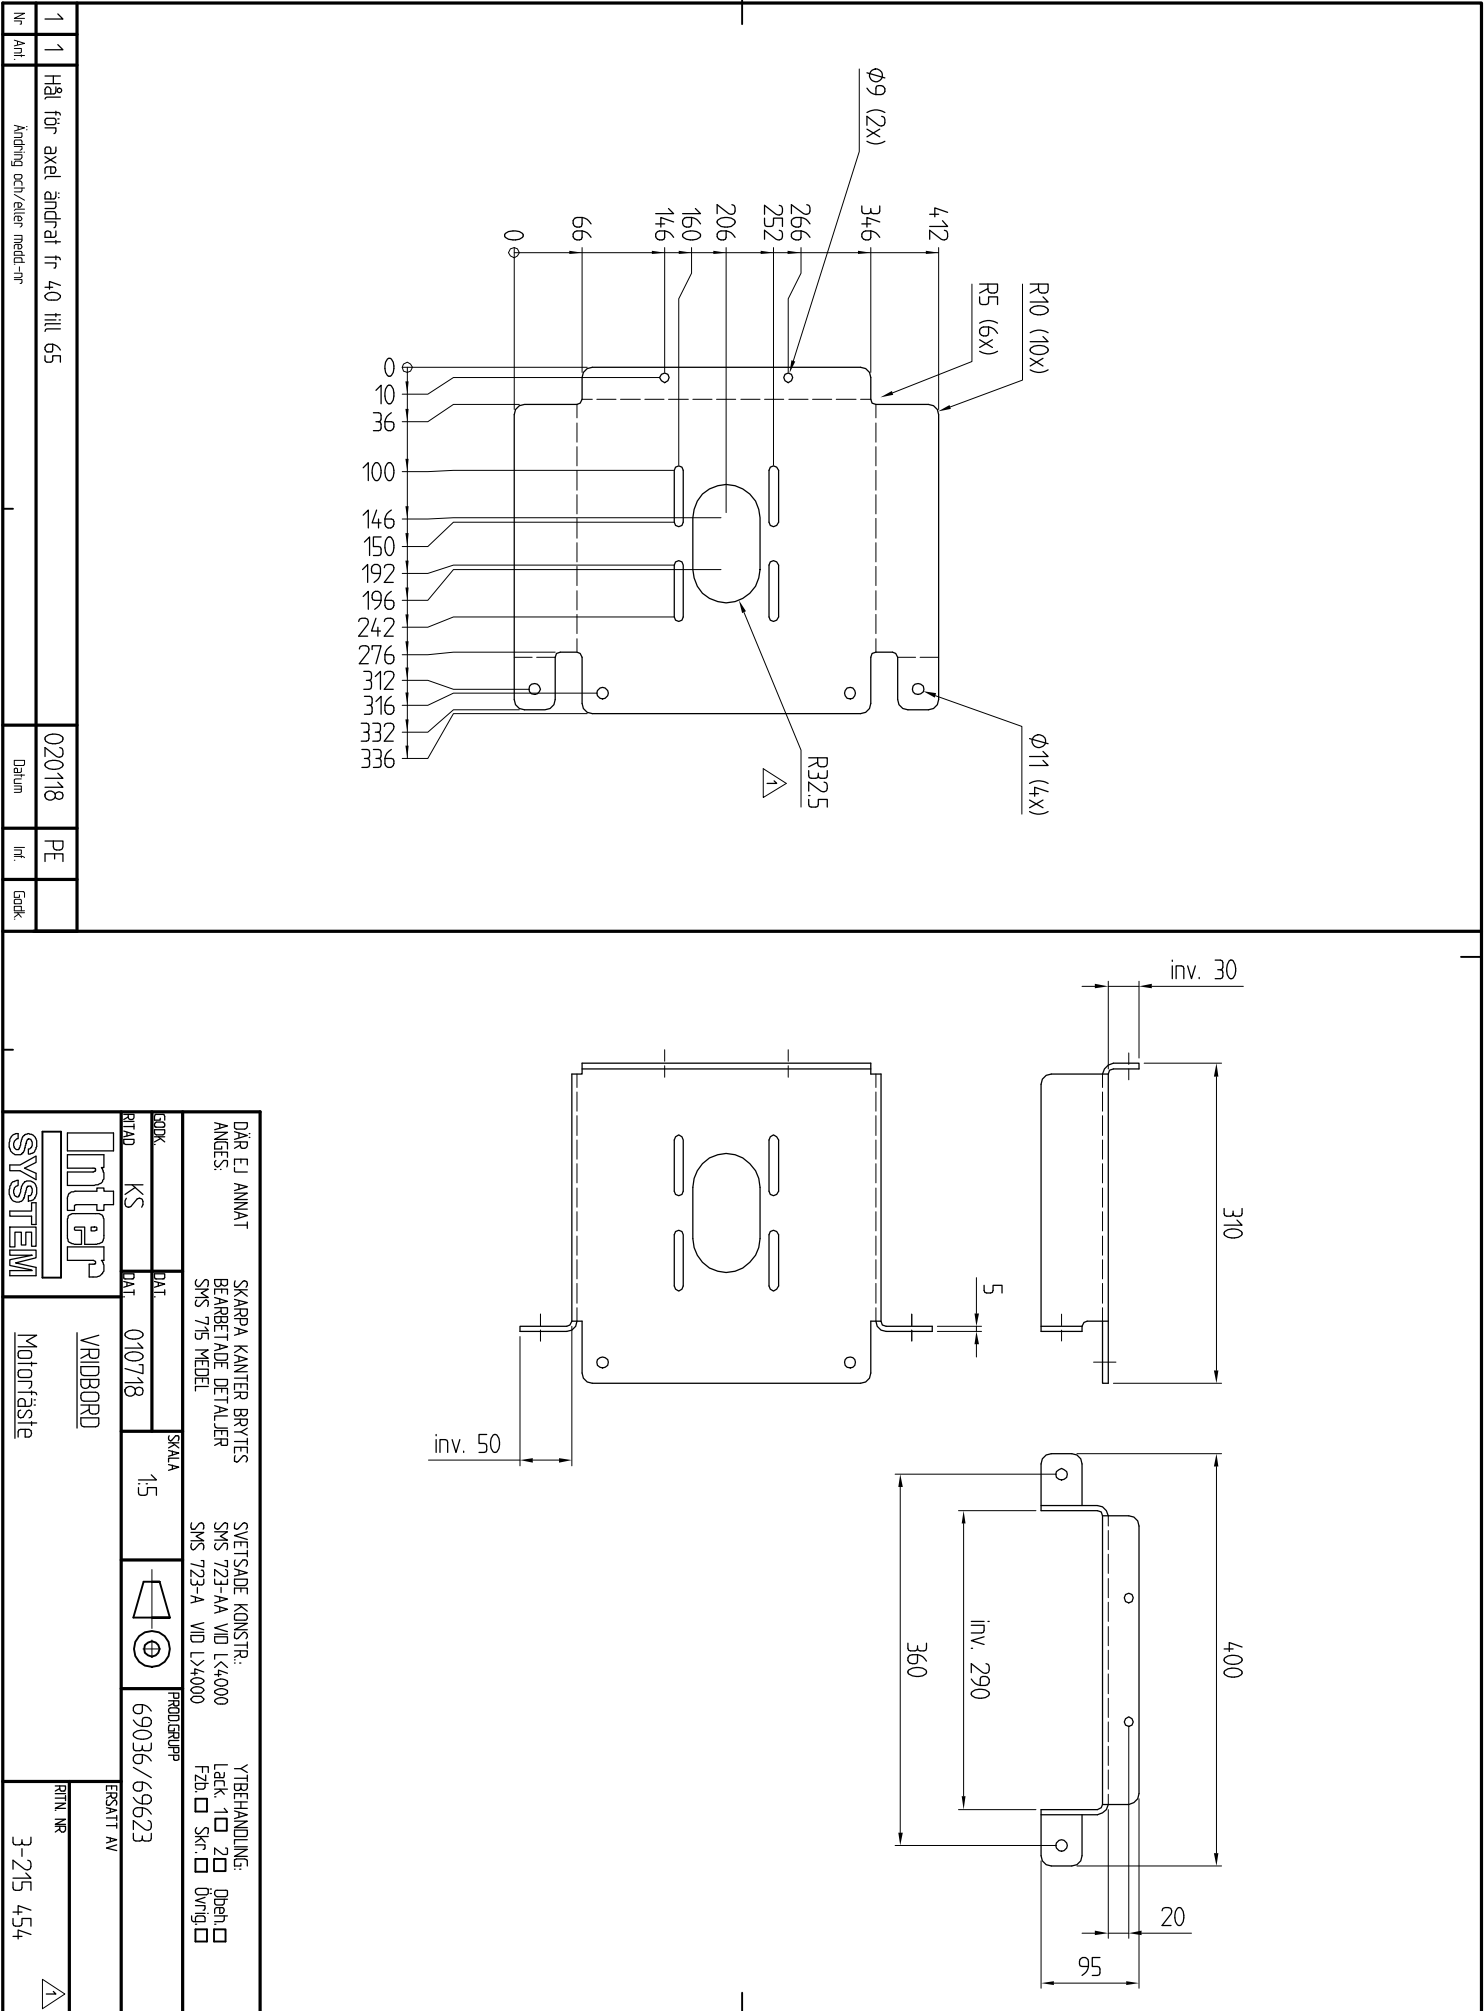 Ø9 (2x)
412
346
266
252
206
160
146
66
0
R10 (10x)
R5 (6x)
0
10
36
100
146
150
192
196
242
276
312
316
332
336
Ø11 (4x)
R32.5
1
inv. 30
310
5
inv. 50
400
inv. 290
360
20
95
1 1 Hål för axel ändrat fr 40 till 65 020118 PE
Nr Ant. Ändring och/eller medd.-nr Datum Inf. Godk.
DÄR EJ ANNAT
ANGES:
SKARPA KANTER BRYTES
BEARBETADE DETALJER
SMS 715 MEDEL
SVETSADE KONSTR.:
SMS 723-AA VID L<4000
SMS 723-A VID L>4000
YTBEHANDLING:
Lack. 1 2 Obeh.
Fzb. Skr. Övrig.
GODK. DAT. SKALA PROD.GRUPP
RITAD KS DAT. 010718 1:5 69036/69623
ERSATT AV
Inter
SYSTEM
VRIDBORD
Motorfäste
RITN. NR
3-215 454
1